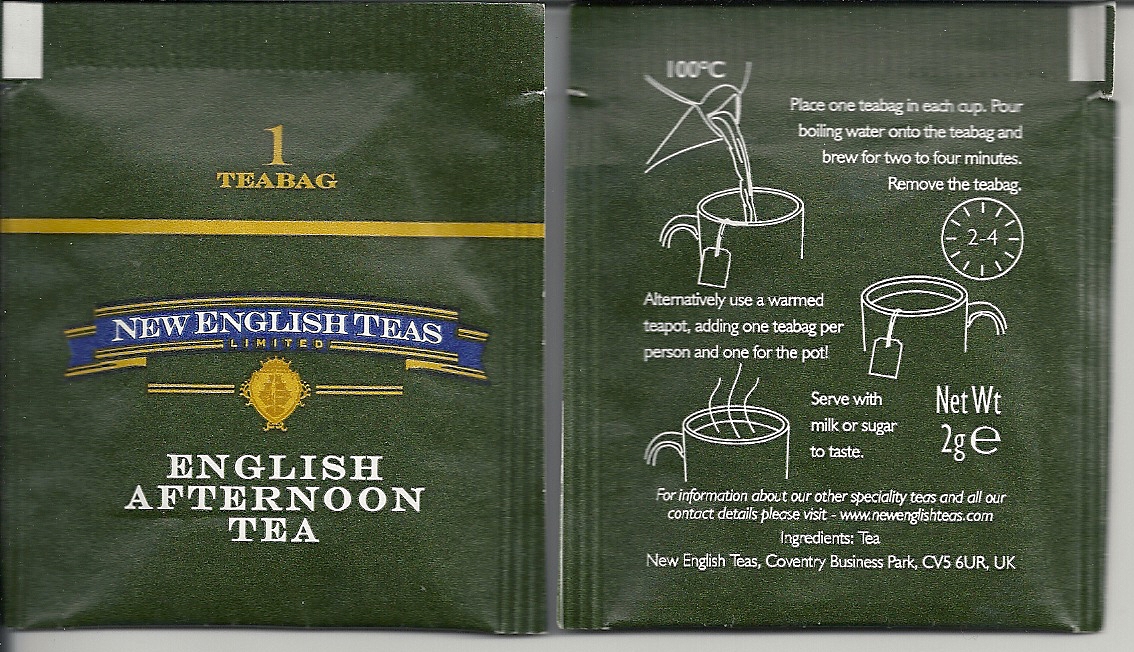 1
TEABAG
NEW ENGLISH TEAS
LIMITED
ENGLISH
AFTERNOON
TEA
100°C
Place one teabag in each cup. Pour
boiling water onto the teabag and
brew for two to four minutes.
Remove the teabag.
2-4
Alternatively use a warmed
teapot, adding one teabag per
person and one for the pot!
Serve with
milk or sugar
to taste.
Net Wt
2g e
For information about our other speciality teas and all our
contact details please visit - www.newenglishteas.com
Ingredients: Tea
New English Teas, Coventry Business Park, CV5 6UR, UK